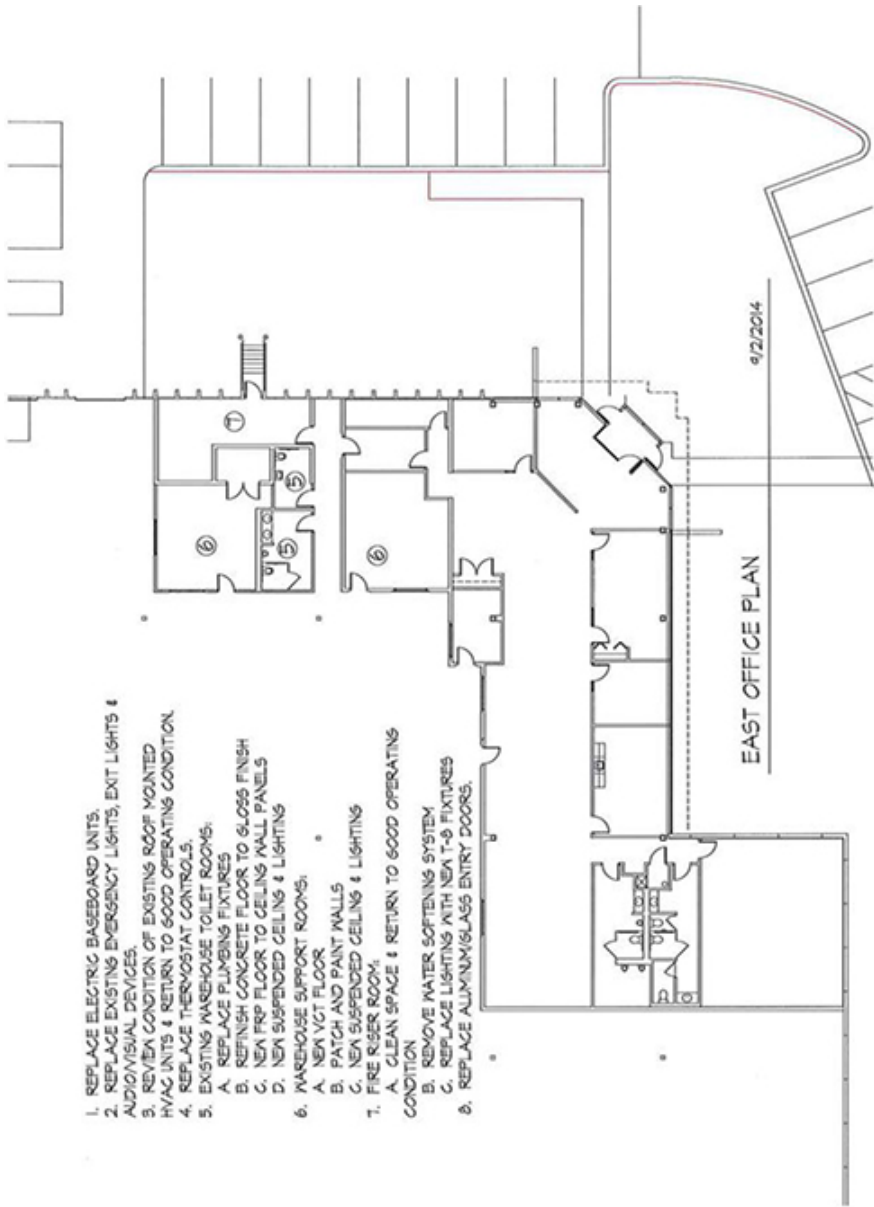 1. REPLACE ELECTRIC BASEBOARD UNITS.
2. REPLACE EXISTING EMERGENCY LIGHTS, EXIT LIGHTS &
AUDIO/VISUAL DEVICES.
3. REVIEW CONDITION OF EXISTING ROOF MOUNTED
HVAC UNITS & RETURN TO GOOD OPERATING CONDITION.
4. REPLACE THERMOSTAT CONTROLS.
5. EXISTING WAREHOUSE TOILET ROOMS:
A. REPLACE PLUMBING FIXTURES
B. REFINISH CONCRETE FLOOR TO GLOSS FINISH
C. NEW FRP FLOOR TO CEILING WALL PANELS
D. NEW SUSPENDED CEILING & LIGHTING
6. WAREHOUSE SUPPORT ROOMS:
A. NEW VCT FLOOR
B. PATCH AND PAINT WALLS
C. NEW SUSPENDED CEILING & LIGHTING
7. FIRE RISER ROOM:
A. CLEAN SPACE & RETURN TO GOOD OPERATING
CONDITION
B. REMOVE WATER SOFTENING SYSTEM
C. REPLACE LIGHTING WITH NEW T-8 FIXTURES
8. REPLACE ALUMINUM/GLASS ENTRY DOORS.
6
7
5
5
6
EAST OFFICE PLAN
9/2/2014